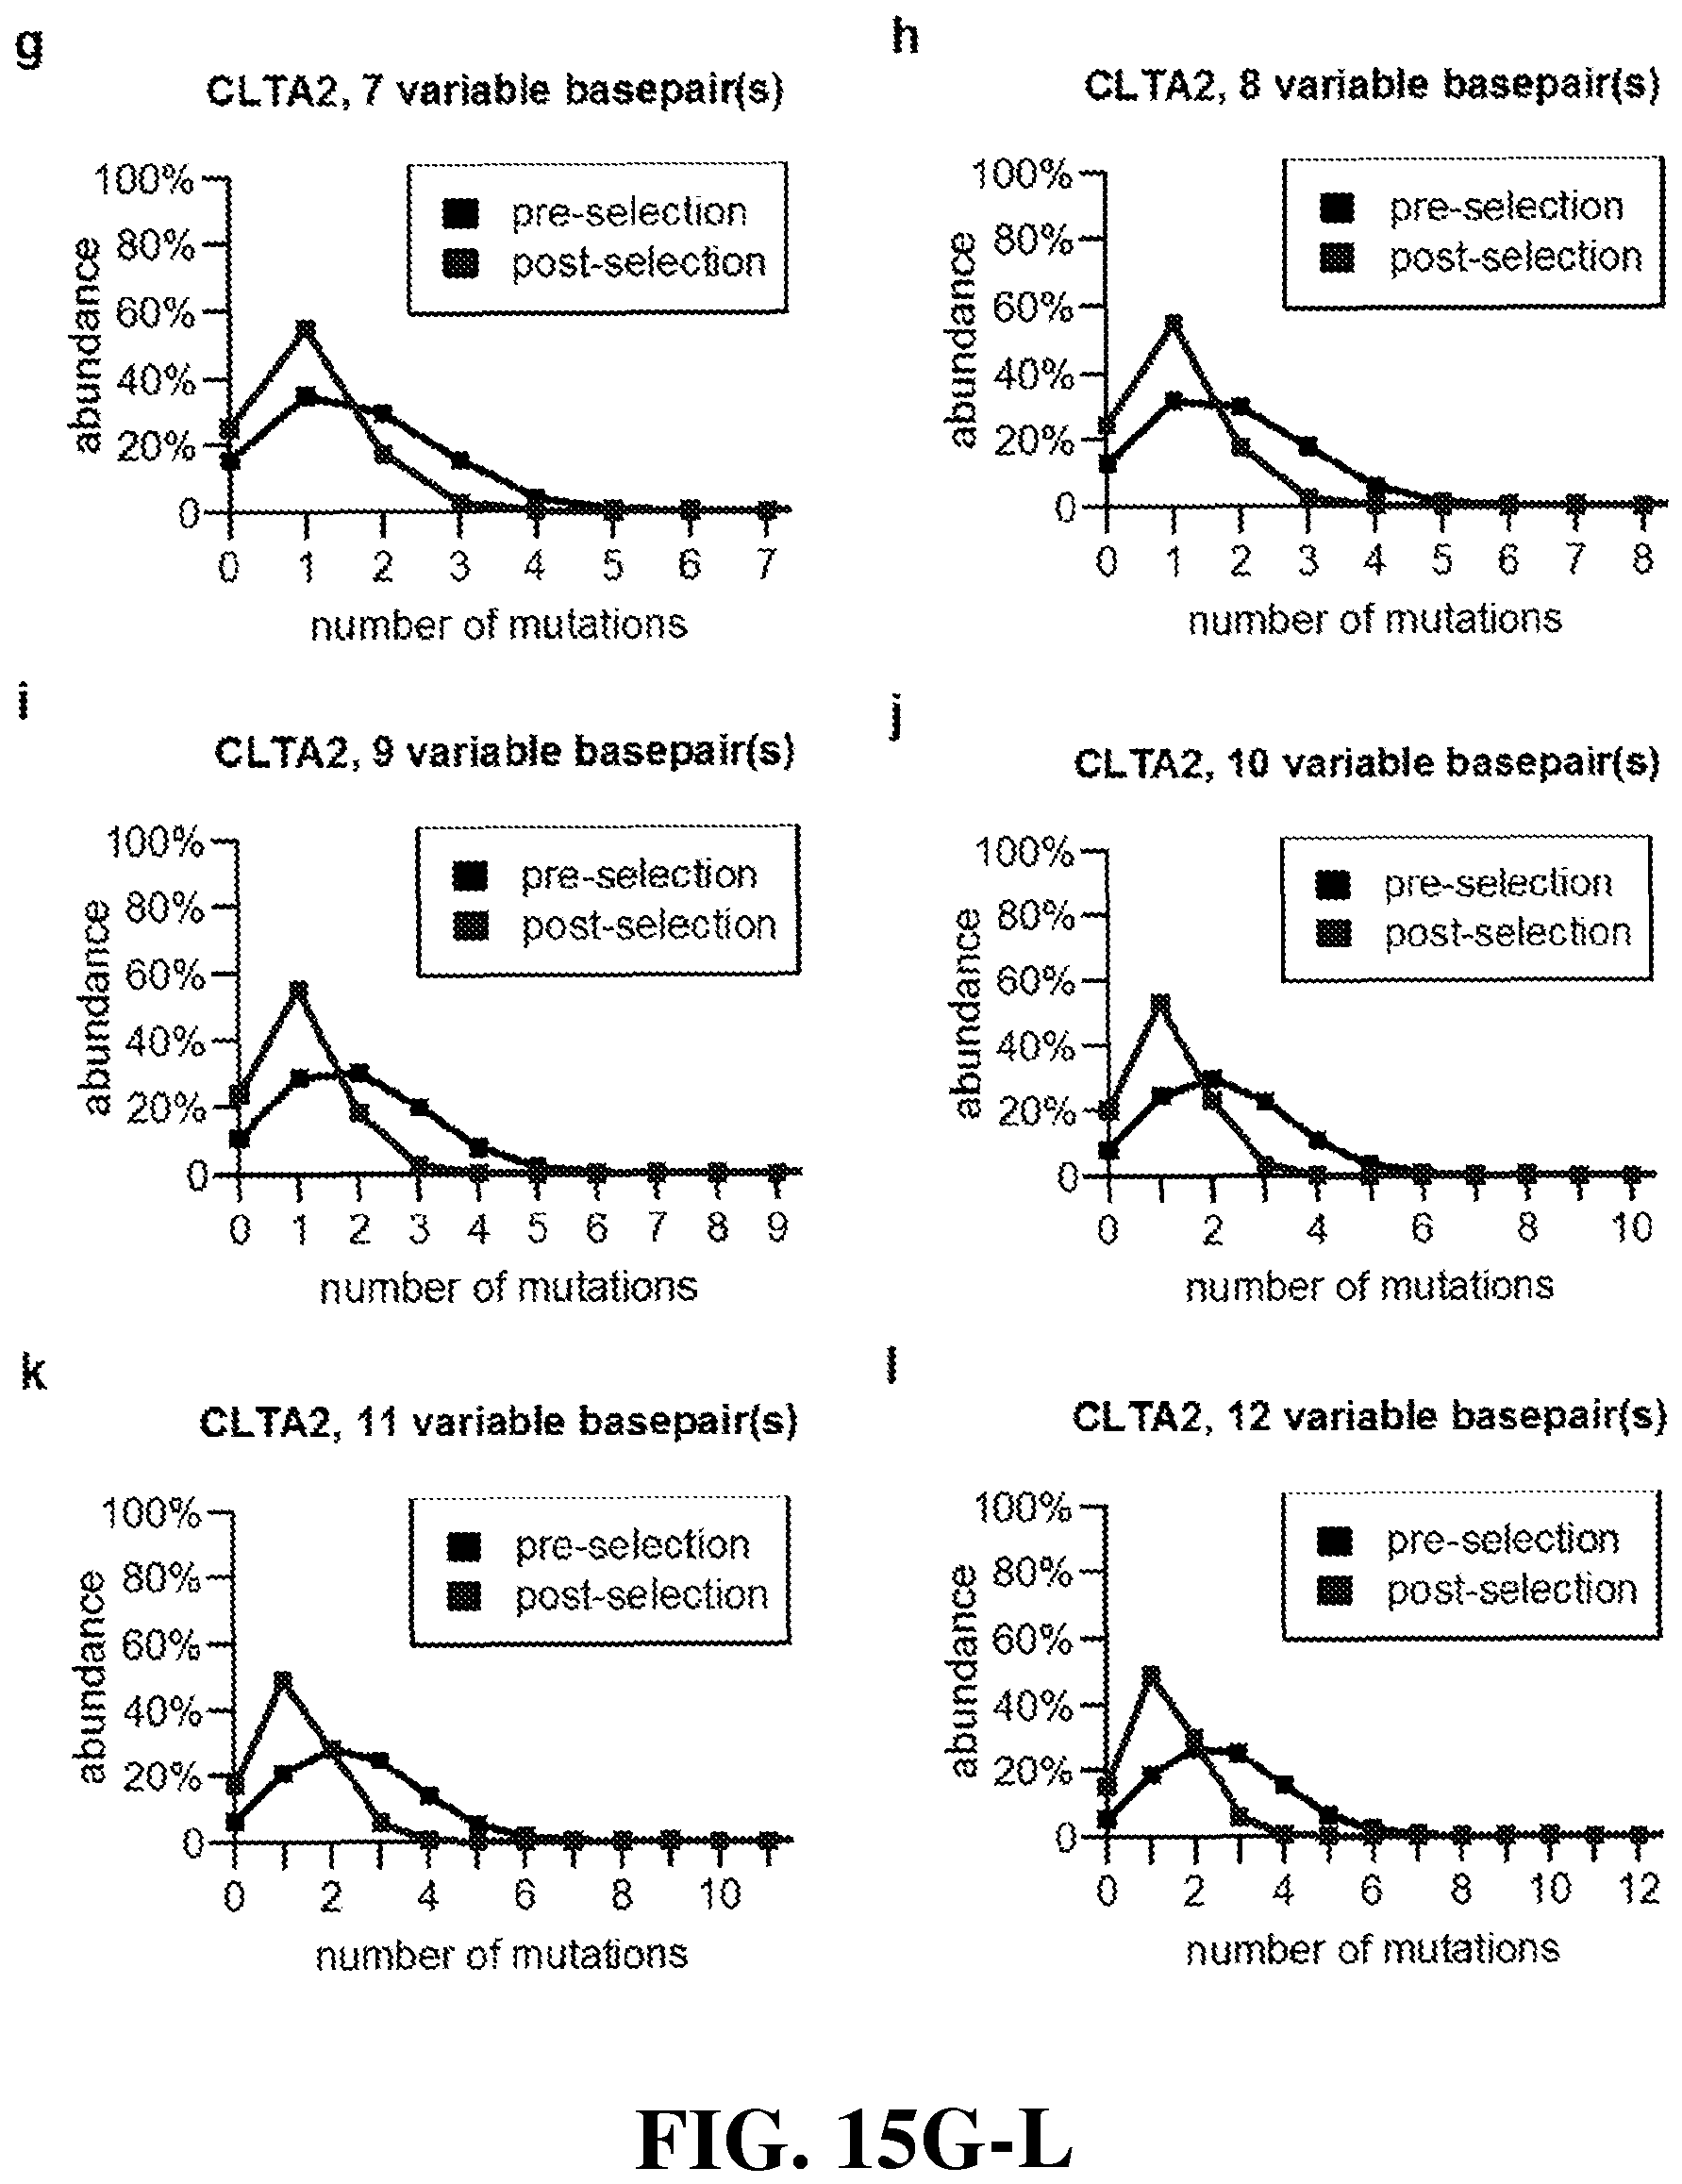 g
CLTA2, 7 variable basepair(s)
100%
80%
60%
40%
20%
0
abundance
pre-selection
post-selection
0 1 2 3 4 5 6 7
number of mutations
h
CLTA2, 8 variable basepair(s)
100%
80%
60%
40%
20%
0
abundance
pre-selection
post-selection
0 1 2 3 4 5 6 7 8
number of mutations
i
CLTA2, 9 variable basepair(s)
100%
80%
60%
40%
20%
0
abundance
pre-selection
post-selection
0 1 2 3 4 5 6 7 8 9
number of mutations
j
CLTA2, 10 variable basepair(s)
100%
80%
60%
40%
20%
0
abundance
pre-selection
post-selection
0 2 4 6 8 10
number of mutations
k
CLTA2, 11 variable basepair(s)
100%
80%
60%
40%
20%
0
abundance
pre-selection
post-selection
0 2 4 6 8 10
number of mutations
l
CLTA2, 12 variable basepair(s)
100%
80%
60%
40%
20%
0
abundance
pre-selection
post-selection
0 2 4 6 8 10 12
number of mutations
FIG. 15G-L